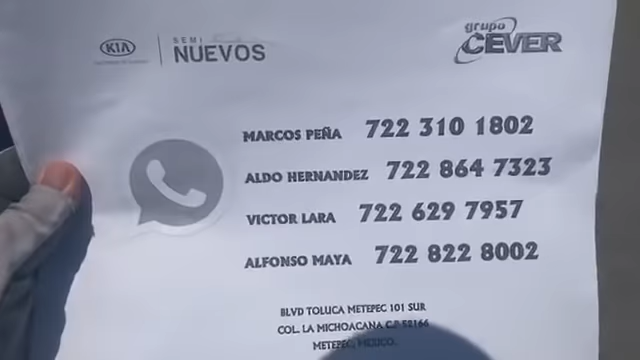 KIA
SEMI
NUEVOS
grupo
CEVER
MARCOS PEÑA 722 310 1802
ALDO HERNANDEZ 722 864 7323
VICTOR LARA 722 629 7957
ALFONSO MAYA 722 822 8002
BLVD TOLUCA METEPEC 101 SUR
COL. LA MICHOACANA C.P 52166
METEPEC, MEXICO.